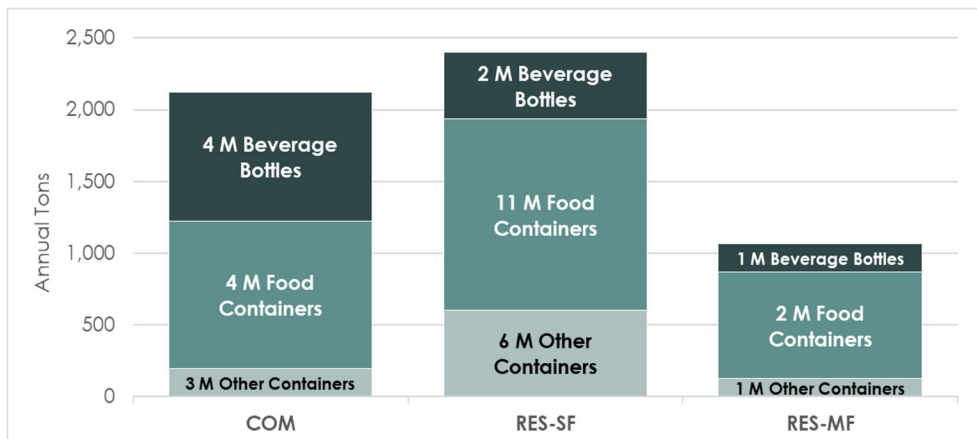 2,500
2,000
1,500
1,000
500
0
Annual Tons
4 M Beverage
Bottles
4 M Food
Containers
3 M Other Containers
2 M Beverage
Bottles
11 M Food
Containers
6 M Other
Containers
1 M Beverage Bottles
2 M Food
Containers
1 M Other Containers
COM
RES-SF
RES-MF